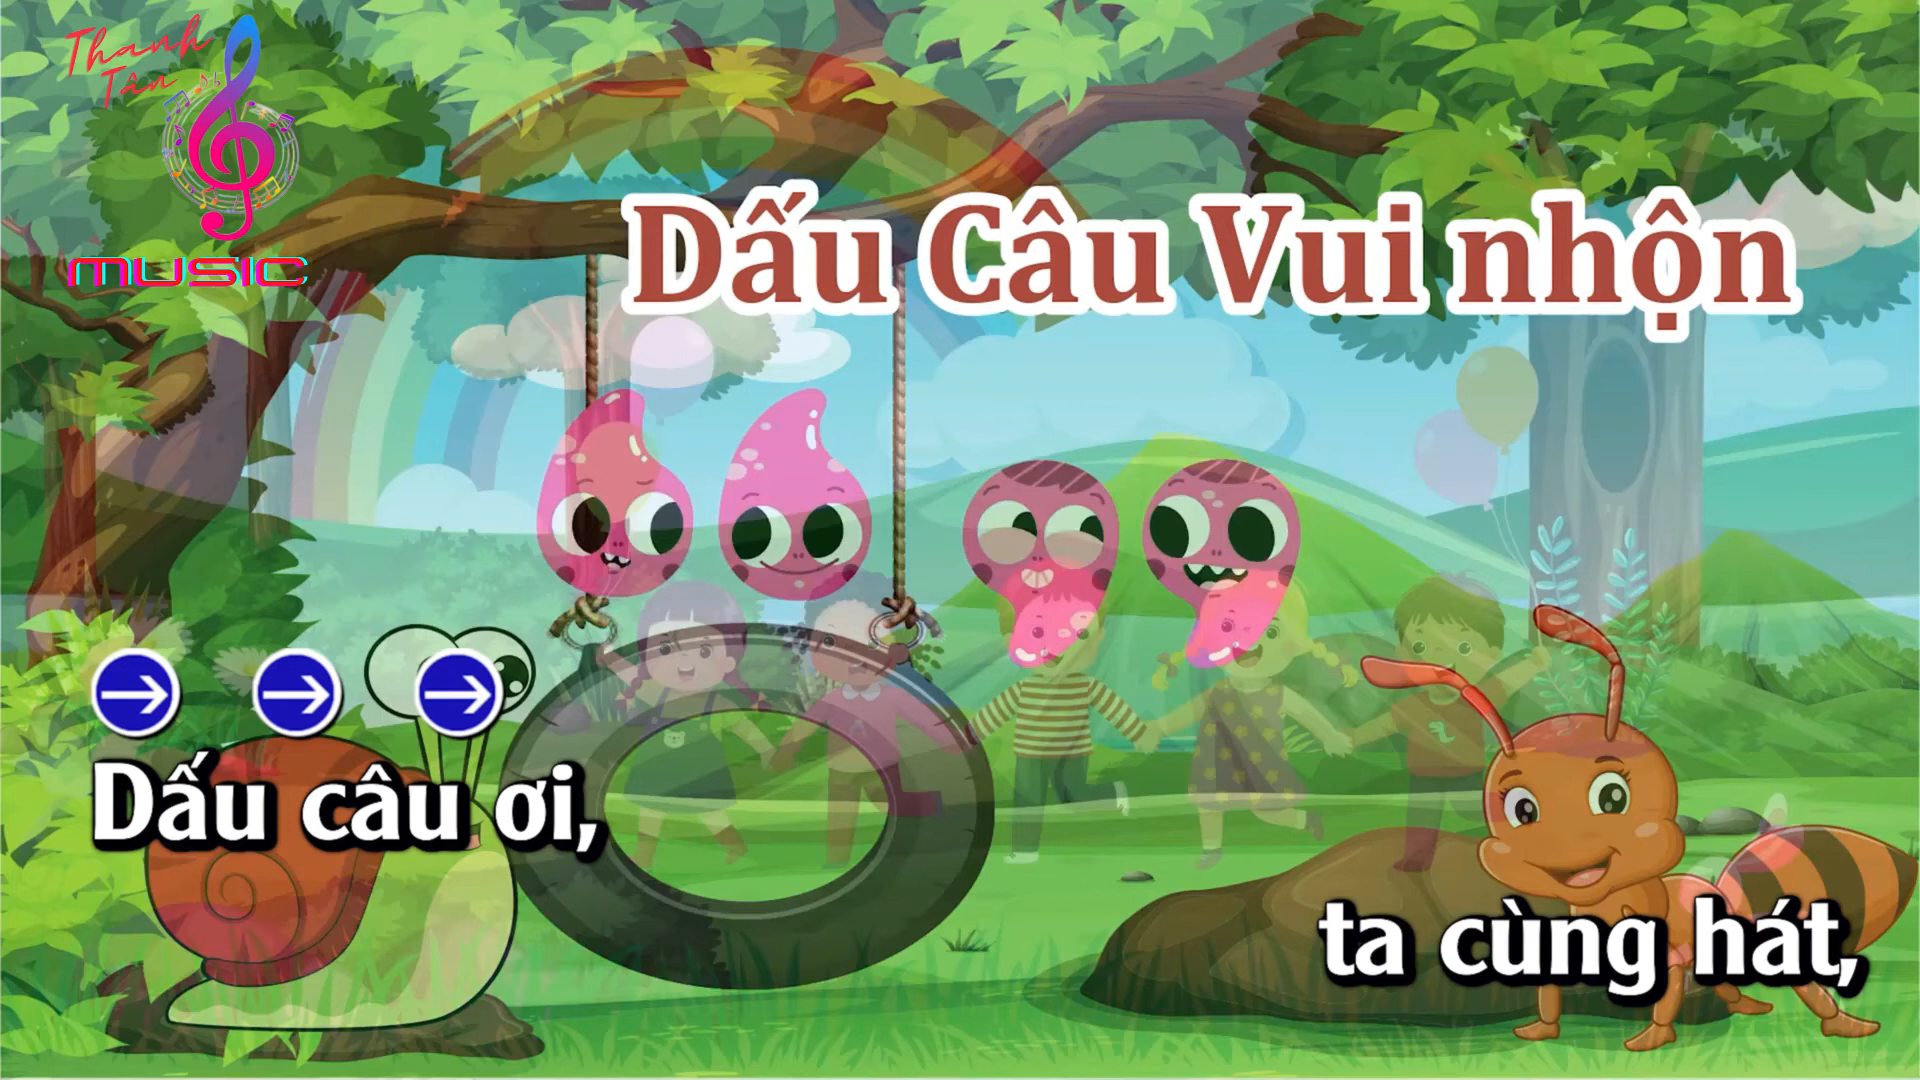 Thanh
Tân
MUSIC
Dấu Câu Vui nhộn
Dấu câu ơi,
ta cùng hát,